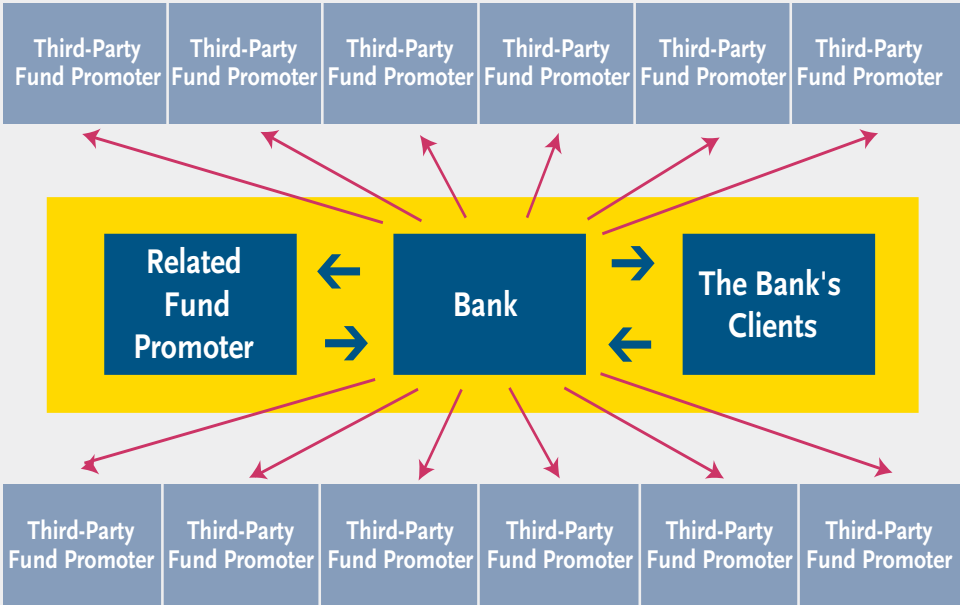 Third-Party
Fund Promoter
Third-Party
Fund Promoter
Third-Party
Fund Promoter
Third-Party
Fund Promoter
Third-Party
Fund Promoter
Third-Party
Fund Promoter
Related
Fund
Promoter
Bank
The Bank's
Clients
Third-Party
Fund Promoter
Third-Party
Fund Promoter
Third-Party
Fund Promoter
Third-Party
Fund Promoter
Third-Party
Fund Promoter
Third-Party
Fund Promoter